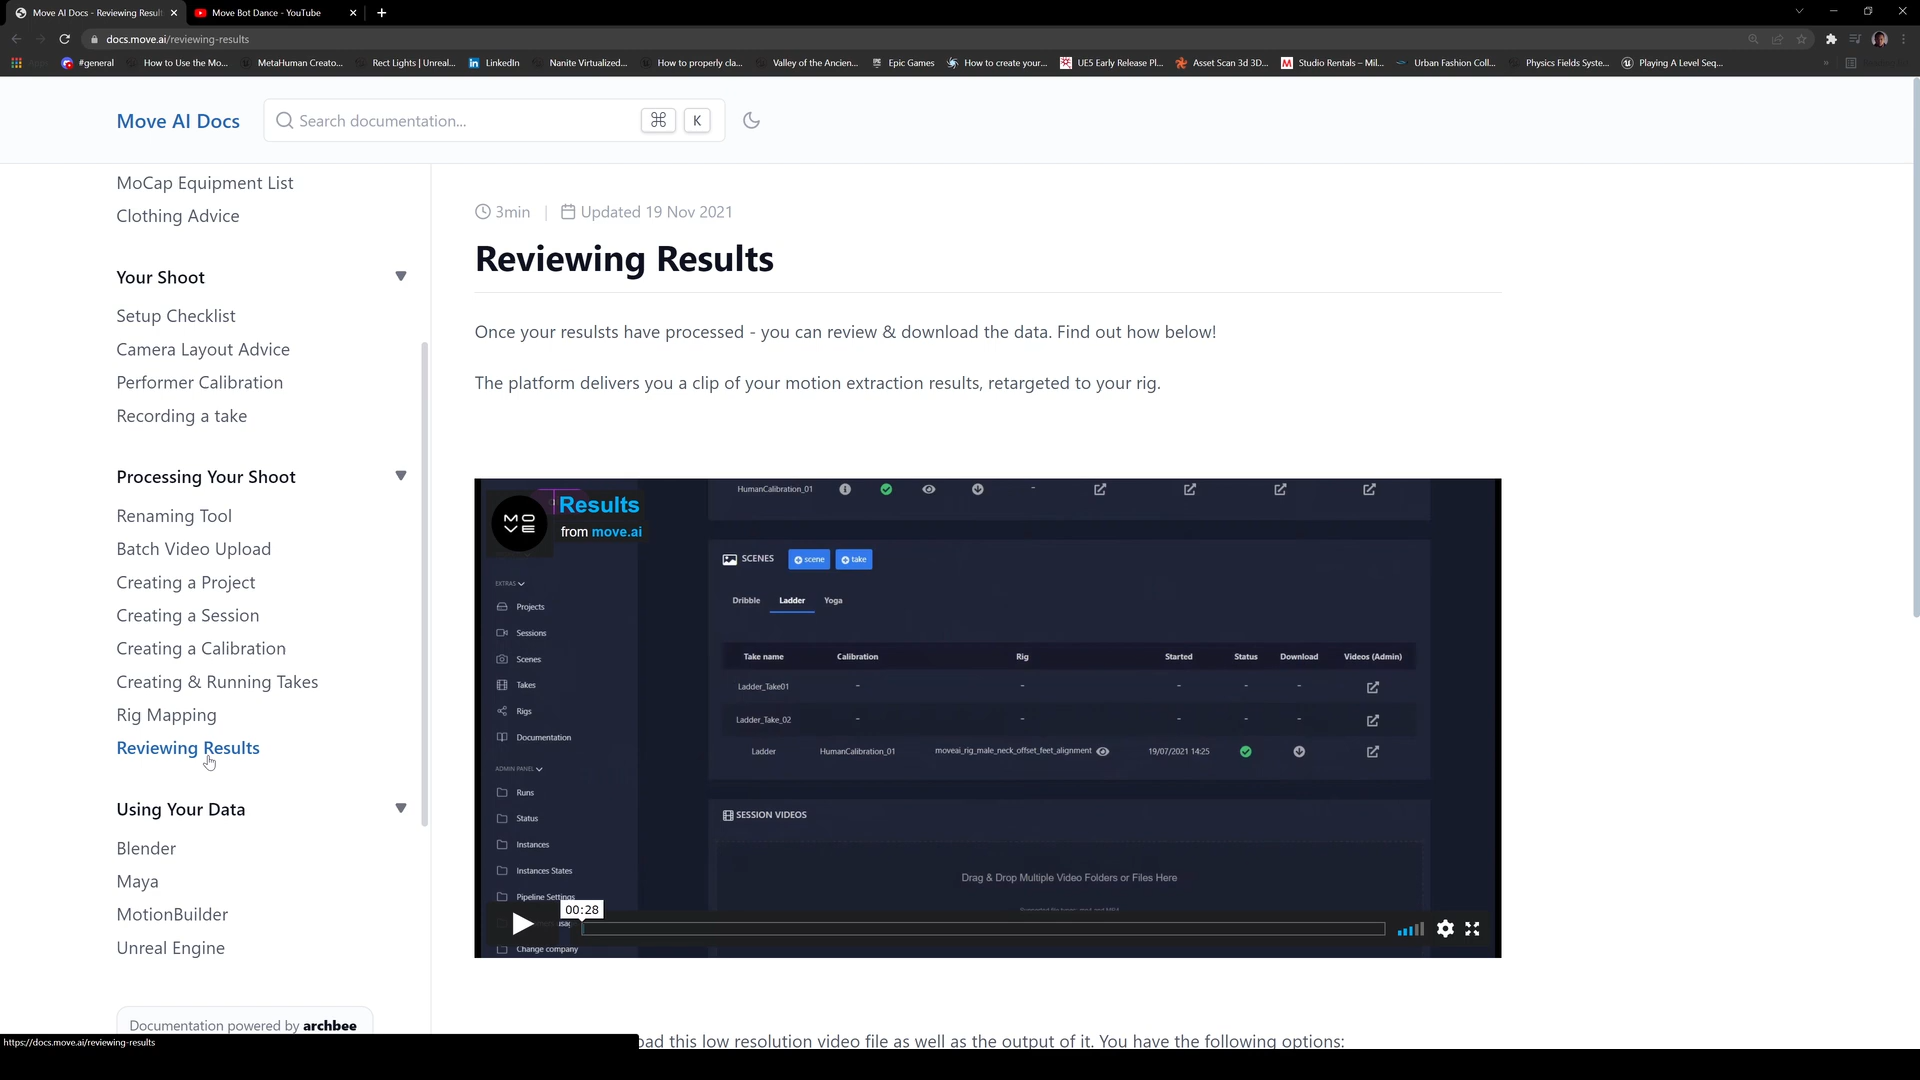 Move AI Docs - Reviewing Result
Move Bot Dance - YouTube
docs.move.ai/reviewing-results
#general
How to Use the Mo...
MetaHuman Creato...
Rect Lights | Unreal...
LinkedIn
Nanite Virtualized...
How to properly cla...
Valley of the Ancien...
Epic Games
How to create your...
UE5 Early Release Pl...
Asset Scan 3d 3D...
Studio Rentals – Mil...
Urban Fashion Coll...
Physics Fields Syste...
Playing A Level Seq...
Move AI Docs
Search documentation...
⌘
K
MoCap Equipment List
Clothing Advice
Your Shoot
Setup Checklist
Camera Layout Advice
Performer Calibration
Recording a take
Processing Your Shoot
Renaming Tool
Batch Video Upload
Creating a Project
Creating a Session
Creating a Calibration
Creating & Running Takes
Rig Mapping
Reviewing Results
Using Your Data
Blender
Maya
MotionBuilder
Unreal Engine
Documentation powered by archbee
https://docs.move.ai/reviewing-results
3min | Updated 19 Nov 2021
Reviewing Results
Once your resulsts have processed - you can review & download the data. Find out how below!
The platform delivers you a clip of your motion extraction results, retargeted to your rig.
MOVE
Results
from move.ai
HumanCalibration_01 -
EXTRAS
Projects
Sessions
Scenes
Takes
Rigs
Documentation
ADMIN PANEL
Runs
Status
Instances
Instances States
Pipeline Settings
Change company
SCENES
scene
take
Dribble Ladder Yoga
Take name Calibration Rig Started Status Download Videos (Admin)
Ladder_Take01 - - - - -
Ladder_Take_02 - - - - -
Ladder HumanCalibration_01 moveai_rig_male_neck_offset_feet_alignment 19/07/2021 14:25
SESSION VIDEOS
Drag & Drop Multiple Video Folders or Files Here
00:28
this low resolution video file as well as the output of it. You have the following options: